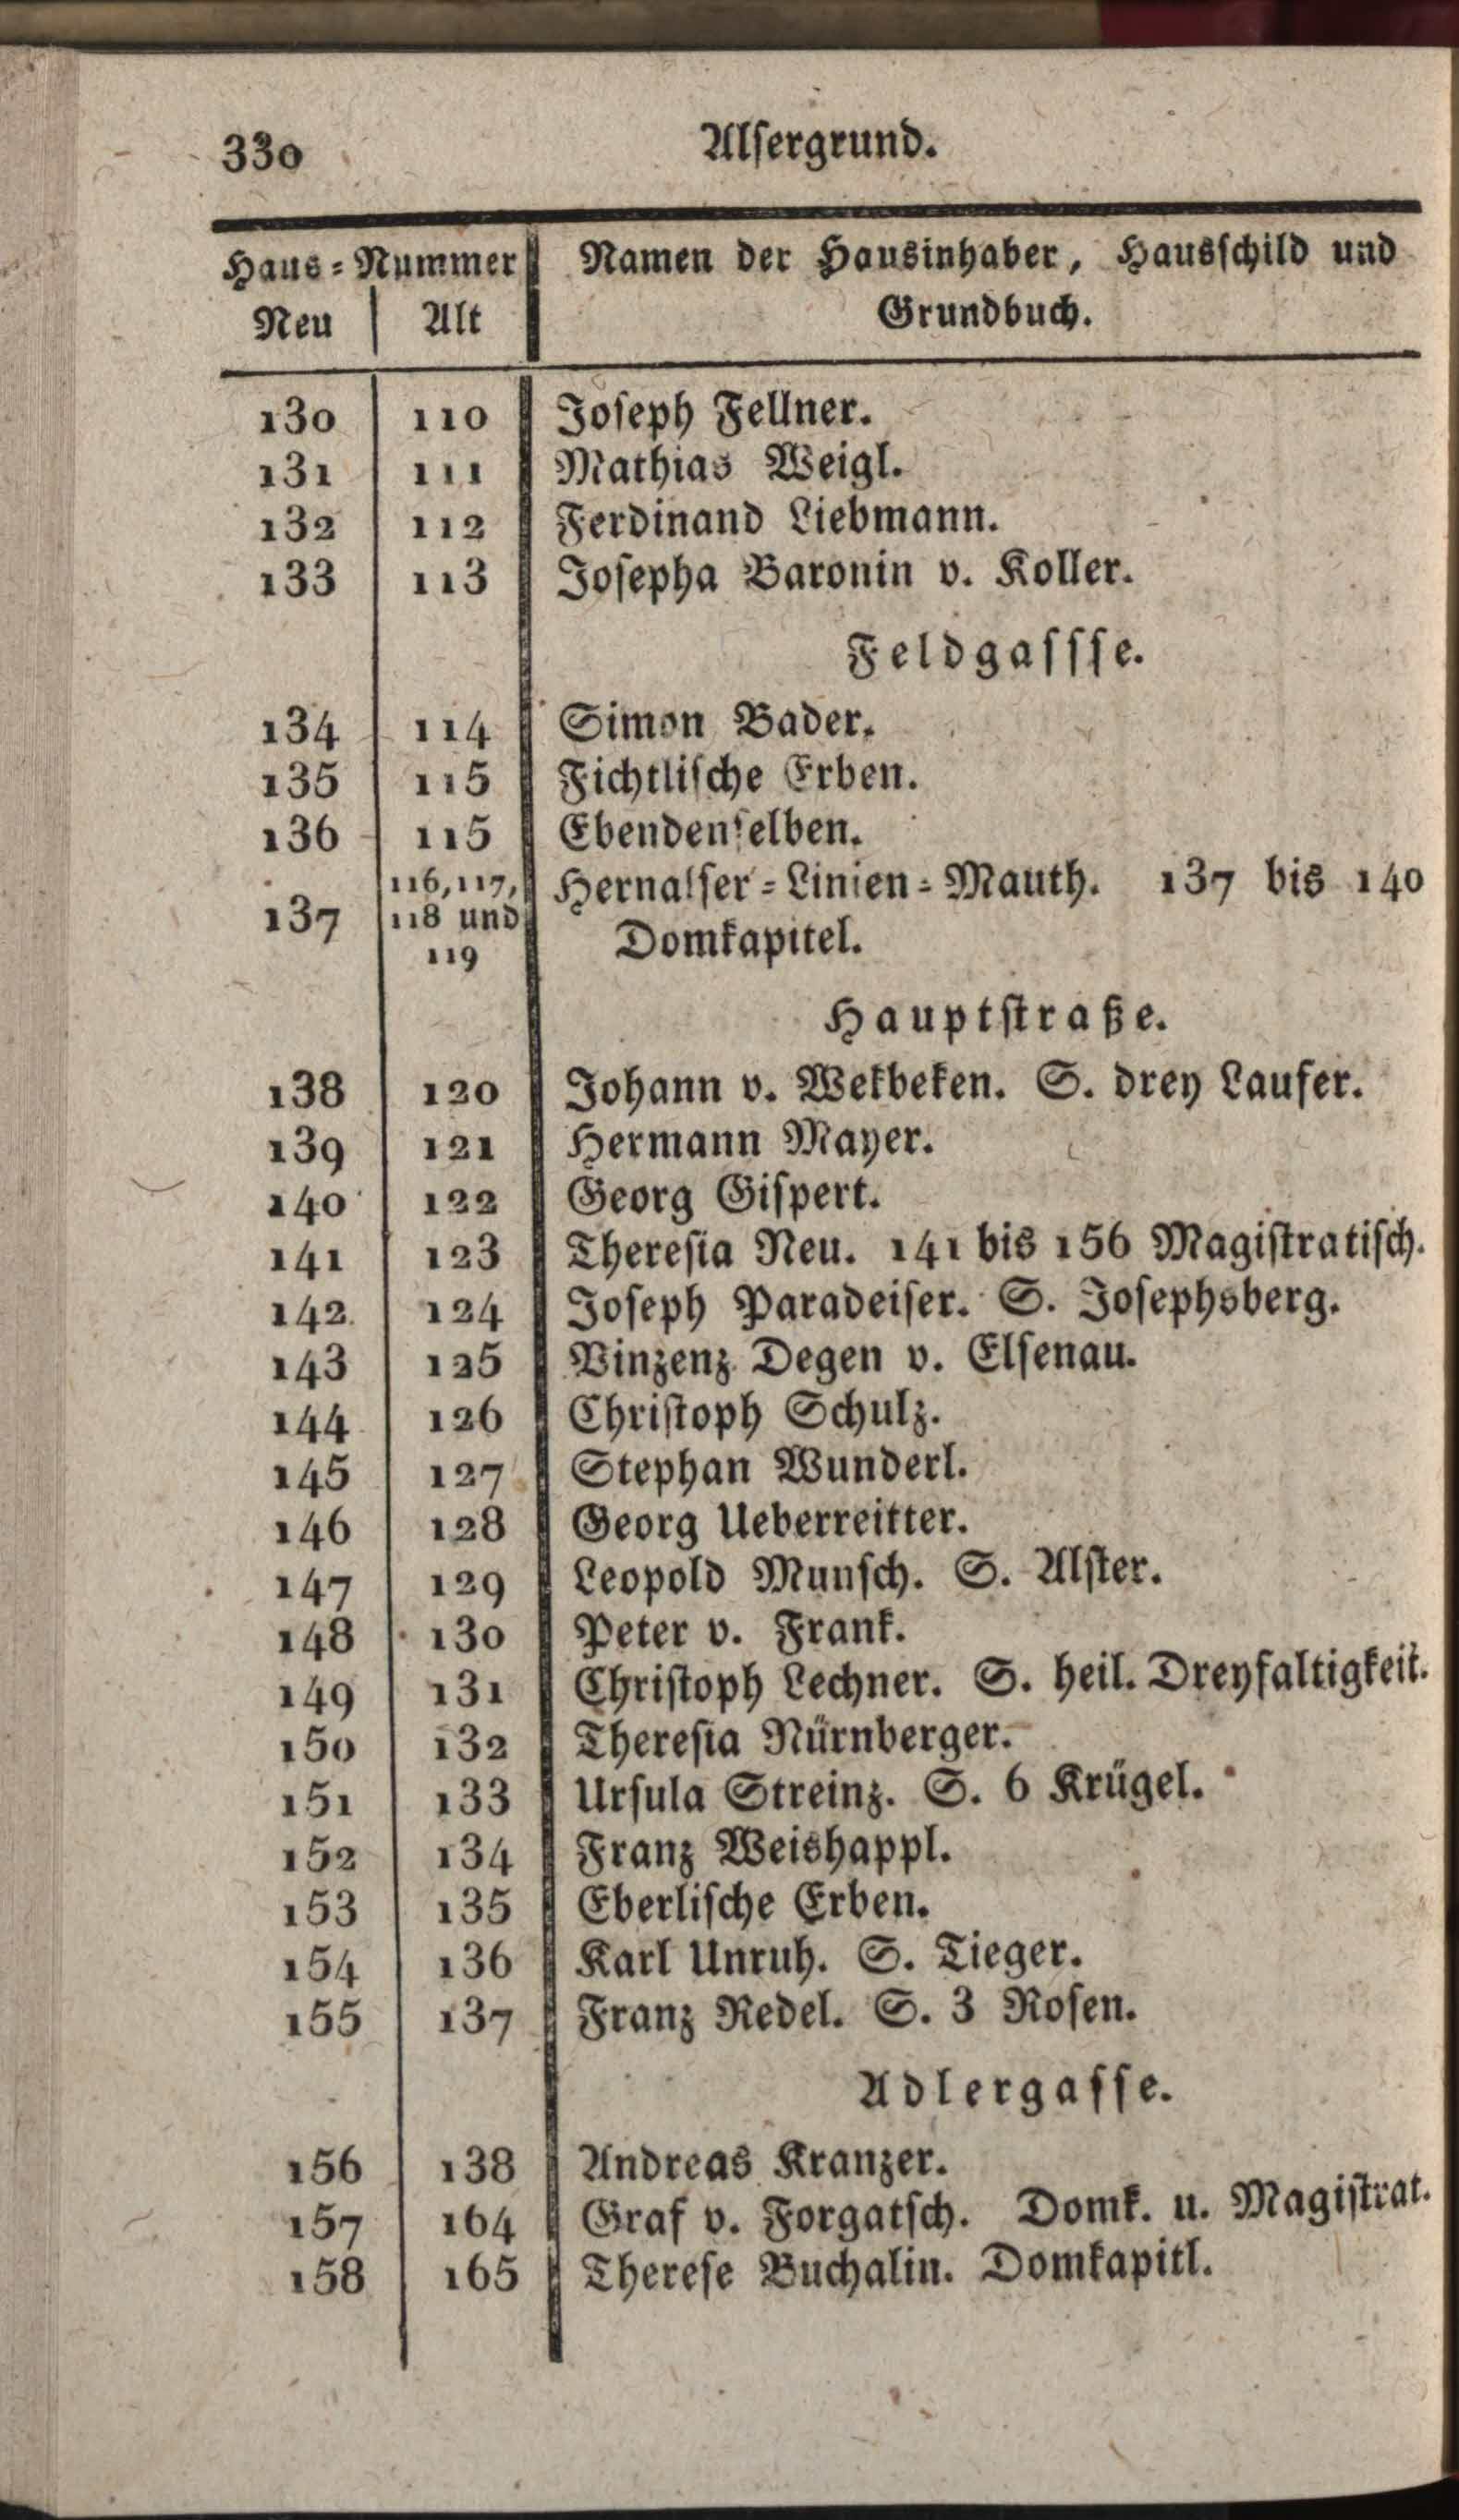 330 Alsergrund.
Haus=Nummer Namen der Hausinhaber, Hausschild und
Neu Alt Grundbuch.
130 110 Joseph Fellner.
131 111 Mathias Weigl.
132 112 Ferdinand Liebmann.
133 113 Josepha Baronin v. Koller.
Feldgassse.
134 114 Simon Bader.
135 115 Fichtlische Erben.
136 115 Ebendenselben.
116, 117, Hernalser=Linien=Mauth. 137 bis 140
137 118 und Domkapitel.
119
Hauptstraße.
138 120 Johann v. Wekbeken. S. drey Laufer.
139 121 Hermann Mayer.
140 122 Georg Gispert.
141 123 Theresia Neu. 141 bis 156 Magistratisch.
142 124 Joseph Paradeiser. S. Josephsberg.
143 125 Vinzenz Degen v. Elsenau.
144 126 Christoph Schulz.
145 127 Stephan Wunderl.
146 128 Georg Ueberreitter.
147 129 Leopold Munsch. S. Alster.
148 130 Peter v. Frank.
149 131 Christoph Lechner. S. heil. Dreyfaltigkeit.
150 132 Theresia Nürnberger.
151 133 Ursula Streinz. S. 6 Krügel.
152 134 Franz Weishappl.
153 135 Eberlische Erben.
154 136 Karl Unruh. S. Tieger.
155 137 Franz Redel. S. 3 Rosen.
Adlergasse.
156 138 Andreas Kranzer.
157 164 Graf v. Forgatsch. Domk. u. Magistrat.
158 165 Therese Buchalin. Domkapitl.